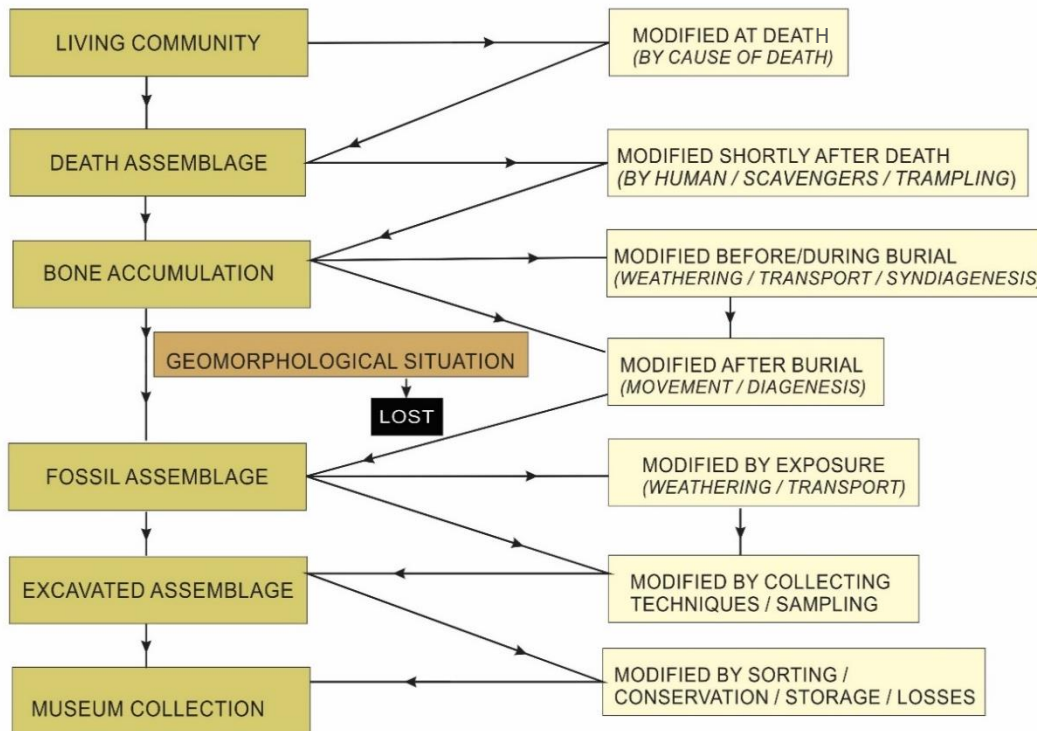 LIVING COMMUNITY
MODIFIED AT DEATH
(BY CAUSE OF DEATH)
DEATH ASSEMBLAGE
MODIFIED SHORTLY AFTER DEATH
(BY HUMAN / SCAVENGERS / TRAMPLING)
BONE ACCUMULATION
MODIFIED BEFORE/DURING BURIAL
(WEATHERING / TRANSPORT / SYNDIAGENESIS)
GEOMORPHOLOGICAL SITUATION
LOST
MODIFIED AFTER BURIAL
(MOVEMENT / DIAGENESIS)
FOSSIL ASSEMBLAGE
MODIFIED BY EXPOSURE
(WEATHERING / TRANSPORT)
EXCAVATED ASSEMBLAGE
MODIFIED BY COLLECTING
TECHNIQUES / SAMPLING
MUSEUM COLLECTION
MODIFIED BY SORTING /
CONSERVATION / STORAGE / LOSSES